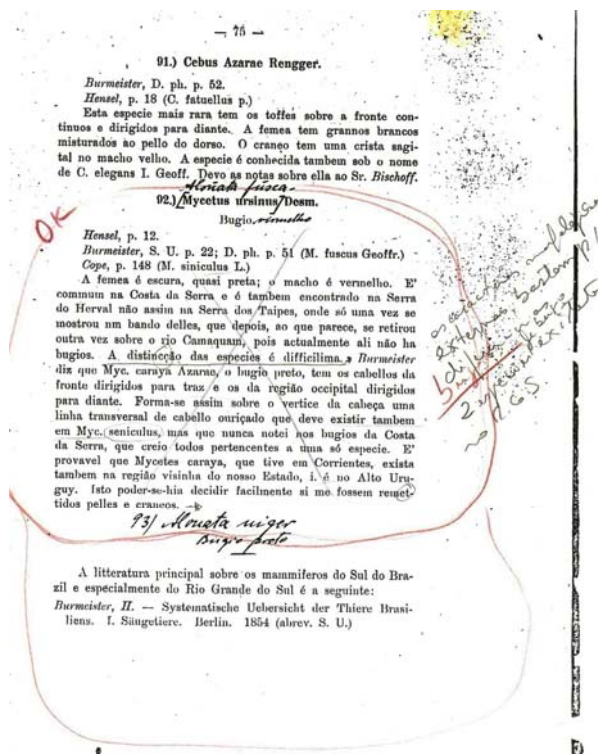 — 75 —
91.) Cebus Azarae Rengger.
Burmeister, D. ph. p. 52.
Hensel, p. 18 (C. fatuellus p.)
Esta especie mais rara tem os toffes sobre a fronte con-
tinuos e dirigidos para diante. A femea tem grannos brancos
misturados ao pello do dorso. O craneo tem uma crista sagi-
tal no macho velho. A especie é conhecida tambem sob o nome
de C. elegans I. Geoff. Devo as notas sobre ella ao Sr. Bischoff.
Alouata fusca
OK
92.) Mycetus ursinus Desm.
Bugio vermelho
Hensel, p. 12.
Burmeister, S. U. p. 22; D. ph. p. 51 (M. fuscus Geoffr.)
Cope, p. 148 (M. siniculus L.)
A femea é escura, quasi preta; o macho é vermelho. E'
commum na Costa da Serra e é tambem encontrado na Serra
do Herval não assim na Serra dos Taipes, onde só uma vez se
mostrou nm bando delles, que depois, ao que parece, se retirou
outra vez sobre o rio Camaquam, pois actualmente ali não ha
bugios. A distincção das especies é difficilima. Burmeister
diz que Myc. caraya Azarae, o bugio preto, tem os cabellos da
fronte dirigidos para traz e os da região occipital dirigidos
para diante. Forma-se assim sobre o vertice da cabeça uma
linha transversal de cabello ouriçado que deve existir tambem
em Myc. seniculus, mas que nunca notei nos bugios da Costa
da Serra, que creio todos pertencentes a uma só especie. E'
provavel que Mycetes caraya, que tive em Corrientes, exista
tambem na região visinha do nosso Estado, i. é no Alto Uru-
guy. Isto poder-se-hia decidir facilmente si me fossem remet-
tidos pelles e craneos.
93) Alouata niger
Bugio preto
externas bastam p/
2
no RGS
A litteratura principal sobre os mammiferos do Sul do Bra-
zil e especialmente do Rio Grande do Sul é a seguinte:
Burmeister, H. — Systematische Uebersicht der Thiere Brasi-
liens. I. Säugetiere. Berlin. 1854 (abrev. S. U.)